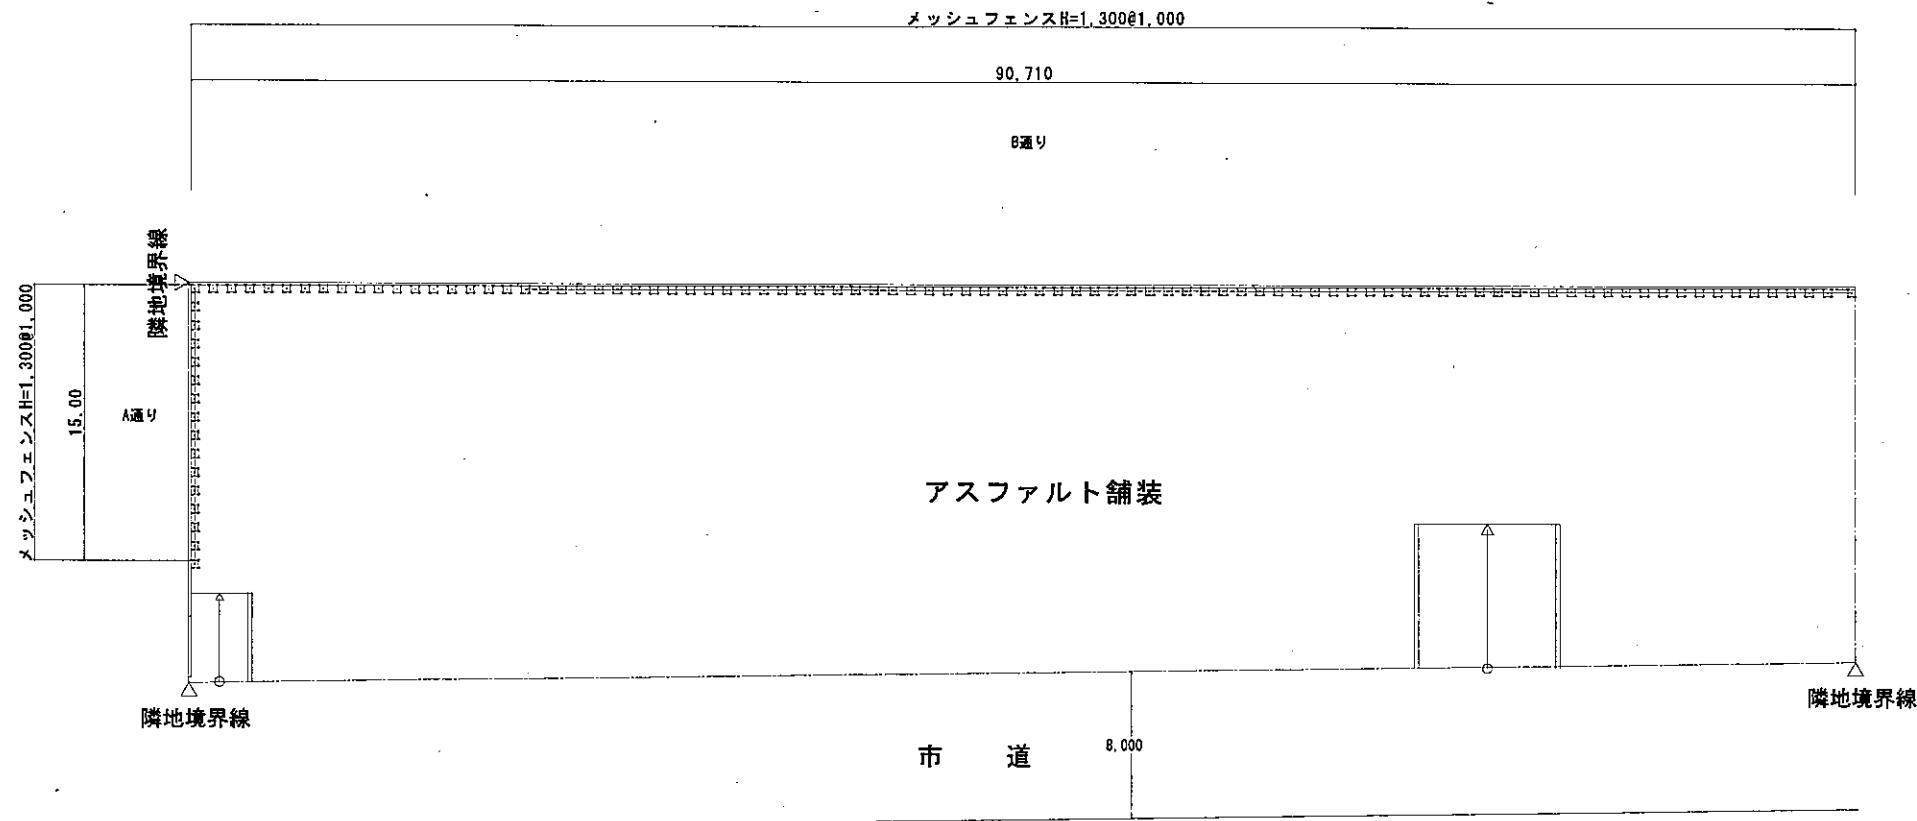 メッシュフェンスH=1,300@1,000
90,710
B通り
隣地境界線
メッシュフェンスH=1,300@1,000
15.00
A通り
アスファルト舗装
隣地境界線
隣地境界線
市 道
8,000